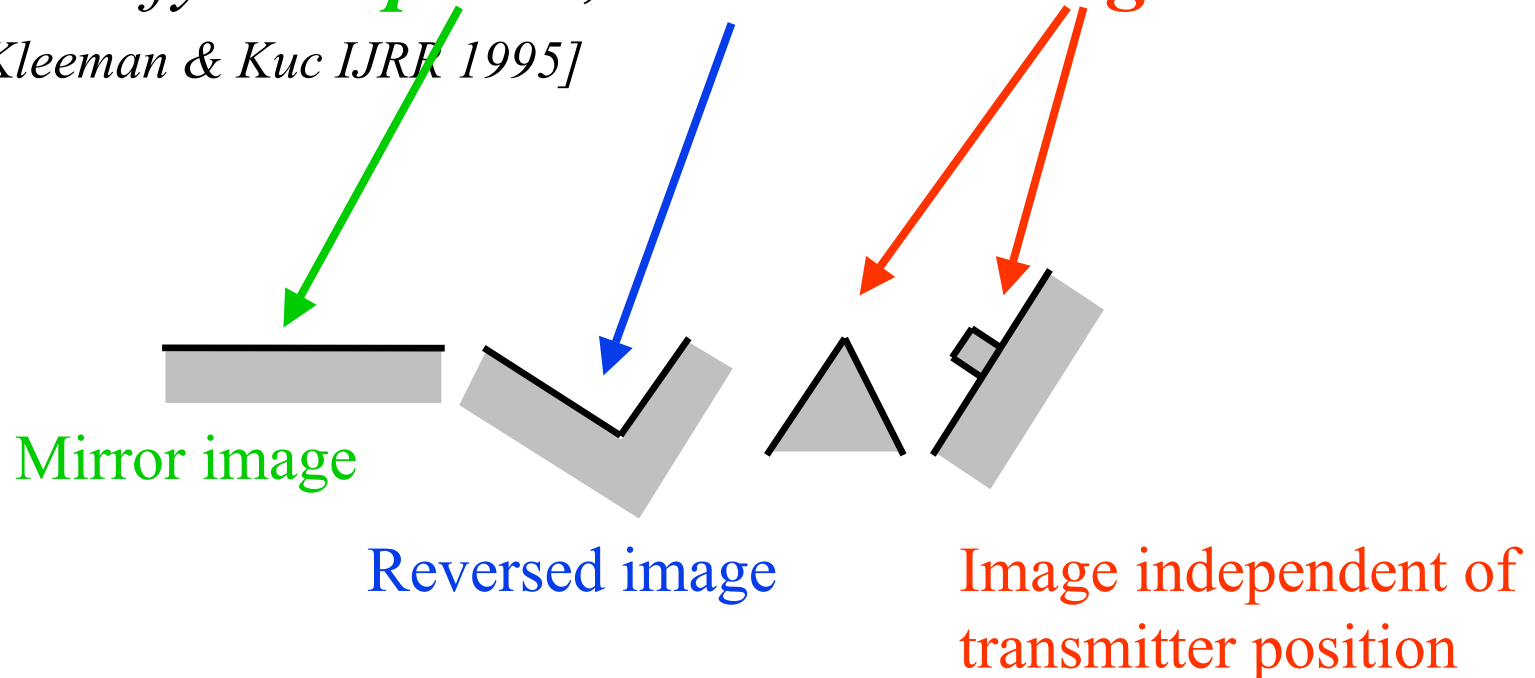 Kleeman & Kuc IJRR 1995]
Mirror image
Reversed image
Image independent of
transmitter position